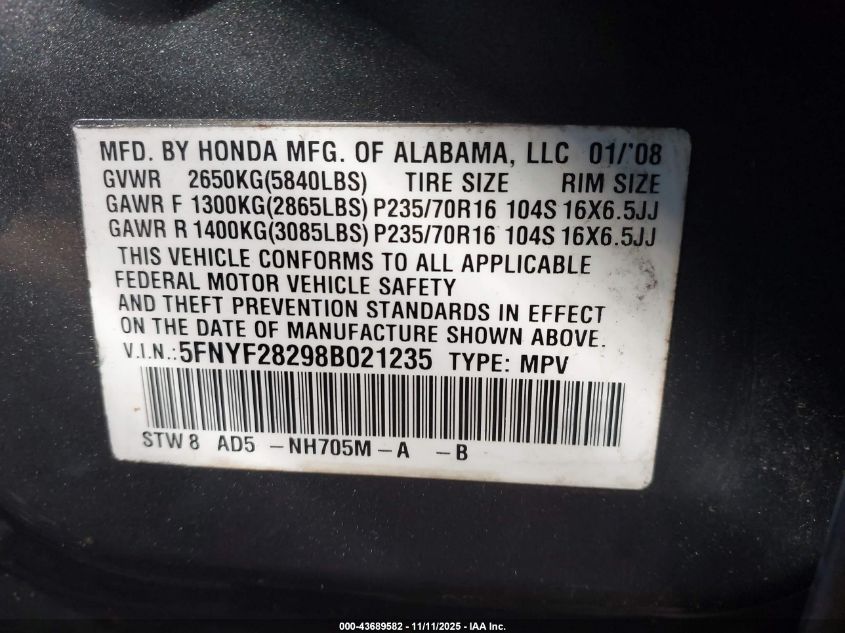 MFD. BY HONDA MFG. OF ALABAMA, LLC 01/'08
GVWR 2650KG(5840LBS) TIRE SIZE RIM SIZE
GAWR F 1300KG(2865LBS) P235/70R16 104S 16X6.5JJ
GAWR R 1400KG(3085LBS) P235/70R16 104S 16X6.5JJ
THIS VEHICLE CONFORMS TO ALL APPLICABLE
FEDERAL MOTOR VEHICLE SAFETY
AND THEFT PREVENTION STANDARDS IN EFFECT
ON THE DATE OF MANUFACTURE SHOWN ABOVE.
V.I.N.:5FNYF28298B021235 TYPE: MPV
STW8 AD5 -NH705M-A -B
000-43689582 - 11/11/2025 - IAA Inc.